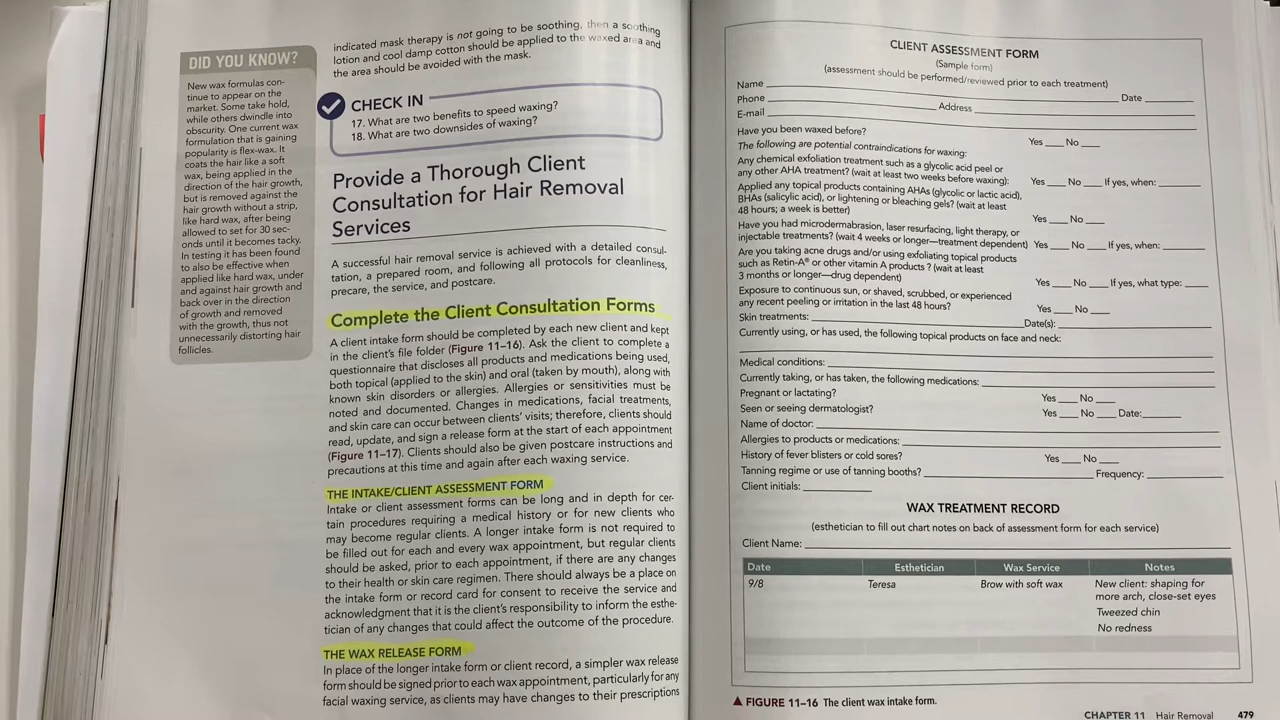 DID YOU KNOW?
New wax formulas con-
tinue to appear on the
market. Some take hold,
while others dwindle into
obscurity. One current wax
formulation that is gaining
popularity is flex-wax. It
coats the hair like a soft
wax, being applied in the
direction of the hair growth,
but is removed against the
hair growth without a strip,
like hard wax, after being
allowed to set for 30 sec-
onds until it becomes tacky.
In testing it has been found
to also be effective when
applied like hard wax, under
and against hair growth and
back over in the direction
of growth and removed
with the growth, thus not
unnecessarily distorting hair
follicles.
indicated mask therapy is not going to be soothing, then a soothing
lotion and cool damp cotton should be applied to the waxed area and
the area should be avoided with the mask.
CHECK IN
17. What are two benefits to speed waxing?
18. What are two downsides of waxing?
Provide a Thorough Client
Consultation for Hair Removal
Services
A successful hair removal service is achieved with a detailed consul-
tation, a prepared room, and following all protocols for cleanliness,
precare, the service, and postcare.
Complete the Client Consultation Forms
A client intake form should be completed by each new client and kept
in the client's file folder (Figure 11–16). Ask the client to complete a
questionnaire that discloses all products and medications being used,
both topical (applied to the skin) and oral (taken by mouth), along with
known skin disorders or allergies. Allergies or sensitivities must be
noted and documented. Changes in medications, facial treatments,
and skin care can occur between clients' visits; therefore, clients should
read, update, and sign a release form at the start of each appointment
(Figure 11–17). Clients should also be given postcare instructions and
precautions at this time and again after each waxing service.
THE INTAKE/CLIENT ASSESSMENT FORM
Intake or client assessment forms can be long and in depth for cer-
tain procedures requiring a medical history or for new clients who
may become regular clients. A longer intake form is not required to
be filled out for each and every wax appointment, but regular clients
should be asked, prior to each appointment, if there are any changes
to their health or skin care regimen. There should always be a place on
the intake form or record card for consent to receive the service and
acknowledgment that it is the client's responsibility to inform the esthe-
tician of any changes that could affect the outcome of the procedure.
THE WAX RELEASE FORM
In place of the longer intake form or client record, a simpler wax release
form should be signed prior to each wax appointment, particularly for any
facial waxing service, as clients may have changes to their prescriptions
CLIENT ASSESSMENT FORM
(Sample form)
(assessment should be performed/reviewed prior to each treatment)
Name ___ Date ___
Phone ___ Address ___
E-mail ___
Have you been waxed before? Yes ___ No ___
The following are potential contraindications for waxing:
Any chemical exfoliation treatment such as a glycolic acid peel or
any other AHA treatment? (wait at least two weeks before waxing): Yes ___ No ___ If yes, when: ___
Applied any topical products containing AHAs (glycolic or lactic acid),
BHAs (salicylic acid), or lightening or bleaching gels? (wait at least
48 hours; a week is better) Yes ___ No ___
Have you had microdermabrasion, laser resurfacing, light therapy, or
injectable treatments? (wait 4 weeks or longer—treatment dependent) Yes ___ No ___ If yes, when: ___
Are you taking acne drugs and/or using exfoliating topical products
such as Retin-A® or other vitamin A products ? (wait at least
3 months or longer—drug dependent) Yes ___ No ___ If yes, what type: ___
Exposure to continuous sun, or shaved, scrubbed, or experienced
any recent peeling or irritation in the last 48 hours? Yes ___ No ___
Skin treatments: ___ Date(s): ___
Currently using, or has used, the following topical products on face and neck:
Medical conditions: ___
Currently taking, or has taken, the following medications: ___
Pregnant or lactating? Yes ___ No ___
Seen or seeing dermatologist? Yes ___ No ___ Date: ___
Name of doctor: ___
Allergies to products or medications: ___
History of fever blisters or cold sores? Yes ___ No ___
Tanning regime or use of tanning booths? ___ Frequency: ___
Client initials: ___
WAX TREATMENT RECORD
(esthetician to fill out chart notes on back of assessment form for each service)
Client Name: ___
Date Esthetician Wax Service Notes
9/8 Teresa Brow with soft wax New client: shaping for
more arch, close-set eyes
Tweezed chin
No redness
▲ FIGURE 11–16 The client wax intake form.
CHAPTER 11 Hair Removal 479